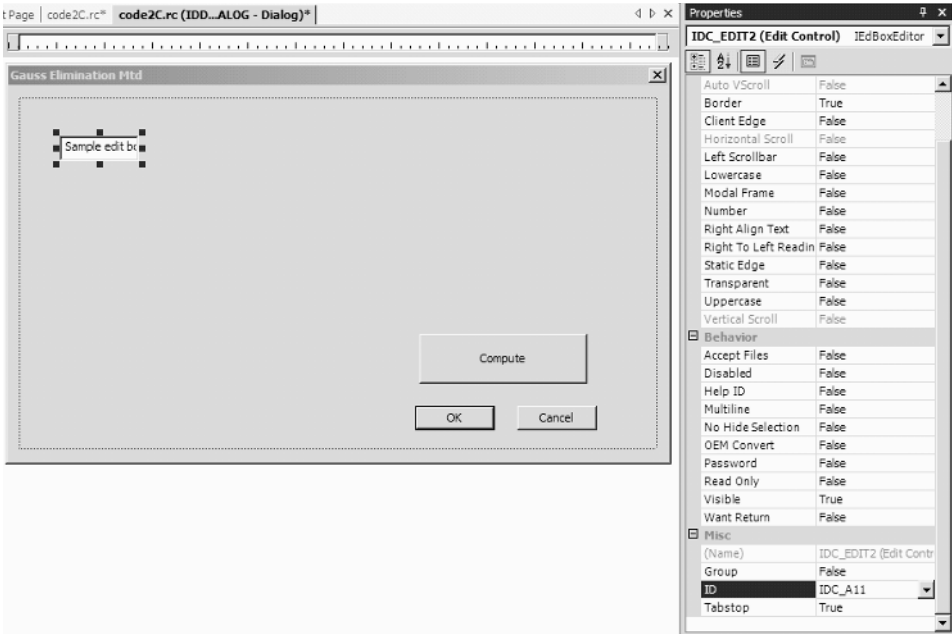 t Page code2C.rc* code2C.rc (IDD...ALOG - Dialog)*
Gauss Elimination Mtd
Sample edit bo
Compute
OK Cancel
Properties
IDC_EDIT2 (Edit Control) IEdBoxEditor
Auto VScroll False
Border True
Client Edge False
Horizontal Scroll False
Left Scrollbar False
Lowercase False
Modal Frame False
Number False
Right Align Text False
Right To Left Readin False
Static Edge False
Transparent False
Uppercase False
Vertical Scroll False
Behavior
Accept Files False
Disabled False
Help ID False
Multiline False
No Hide Selection False
OEM Convert False
Password False
Read Only False
Visible True
Want Return False
Misc
(Name) IDC_EDIT2 (Edit Contr
Group False
ID IDC_A11
Tabstop True